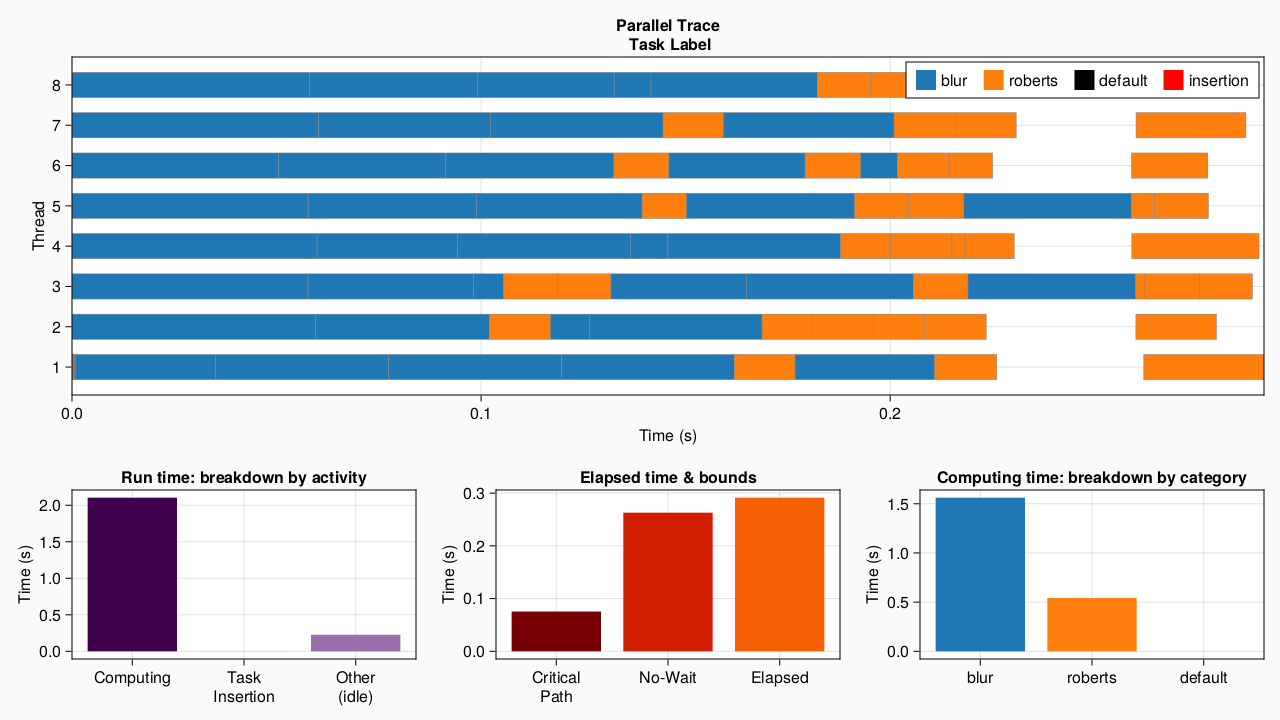 Parallel Trace
Task Label
blur roberts default insertion
8
7
6
5
4
3
2
1
Thread
0.0 0.1 0.2
Time (s)
Run time: breakdown by activity
2.0
1.5
1.0
0.5
0.0
Time (s)
Computing Task Insertion Other (idle)
Elapsed time & bounds
0.3
0.2
0.1
0.0
Time (s)
Critical Path No-Wait Elapsed
Computing time: breakdown by category
1.5
1.0
0.5
0.0
Time (s)
blur roberts default